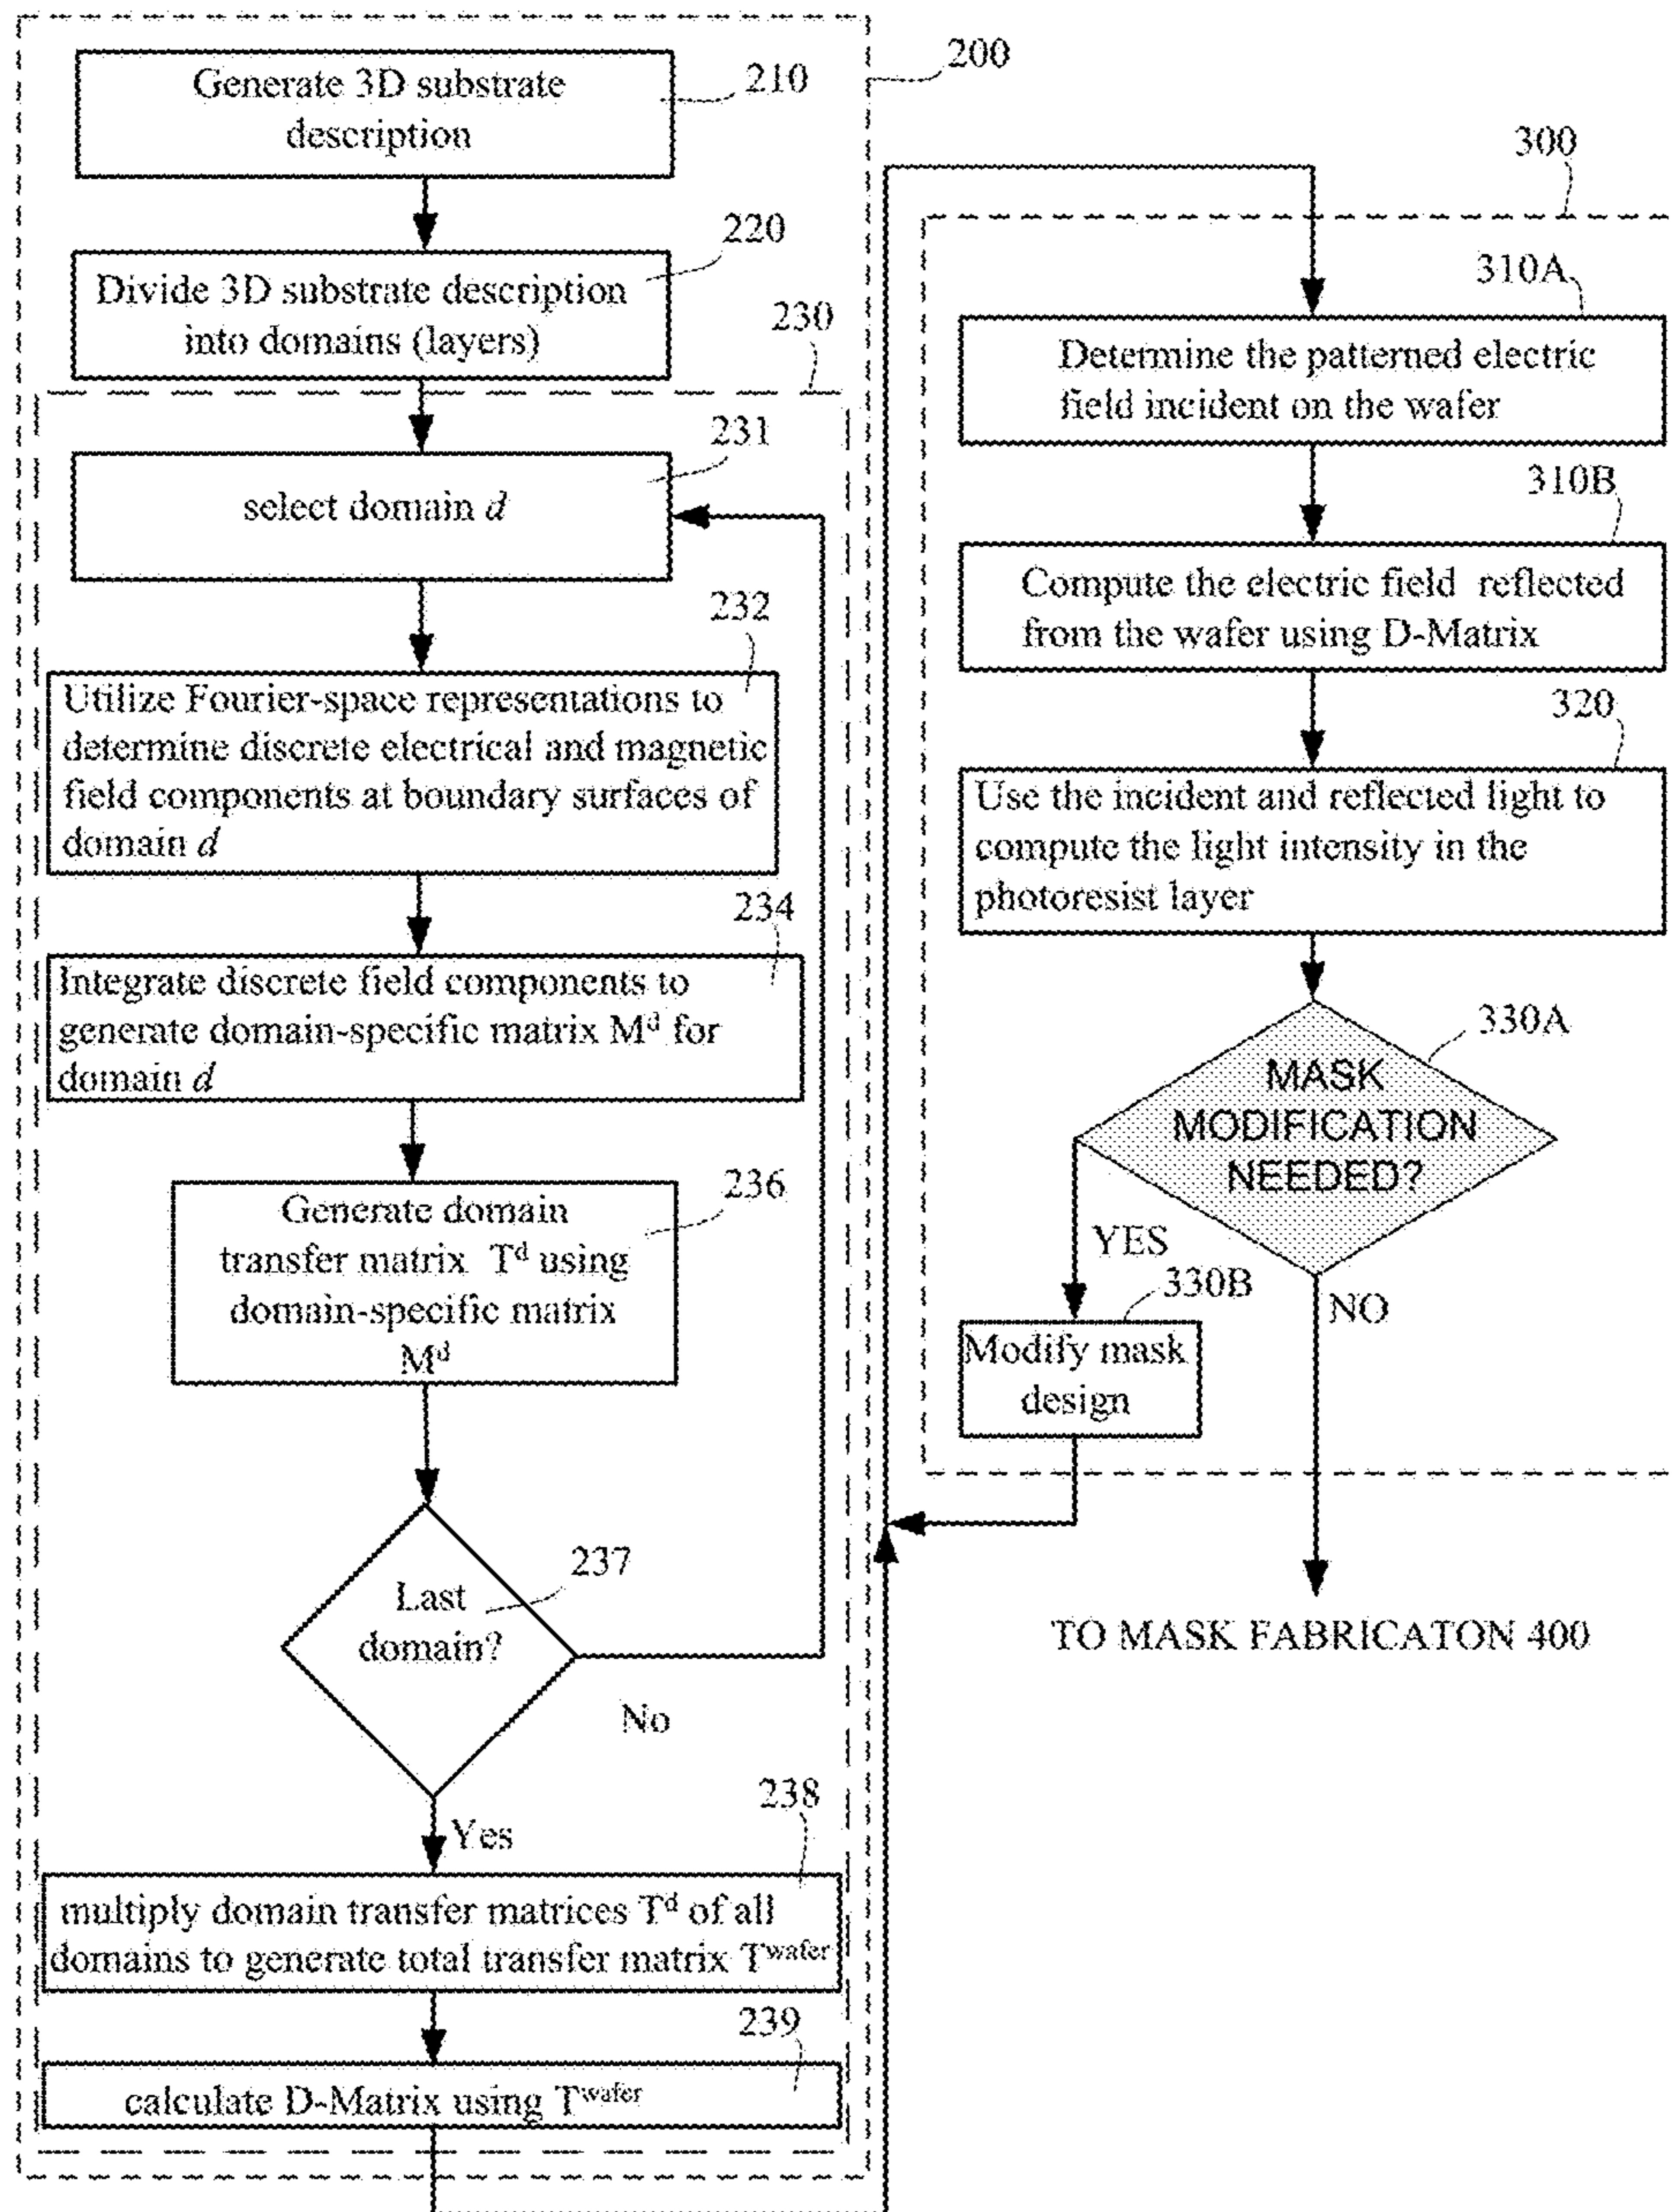 200
Generate 3D substrate
description
210
Divide 3D substrate description
into domains (layers)
220
230
select domain d
231
Utilize Fourier-space representations to
determine discrete electrical and magnetic
field components at boundary surfaces of
domain d
232
Integrate discrete field components to
generate domain-specific matrix Mᵈ for
domain d
234
Generate domain
transfer matrix Tᵈ using
domain-specific matrix
Mᵈ
236
Last
domain?
237
No
Yes
multiply domain transfer matrices Tᵈ of all
domains to generate total transfer matrix Tʷᵃᶠᵉʳ
238
calculate D-Matrix using Tʷᵃᶠᵉʳ
239
300
Determine the patterned electric
field incident on the wafer
310A
Compute the electric field reflected
from the wafer using D-Matrix
310B
Use the incident and reflected light to
compute the light intensity in the
photoresist layer
320
MASK
MODIFICATION
NEEDED?
330A
YES
NO
Modify mask
design
330B
TO MASK FABRICATON 400